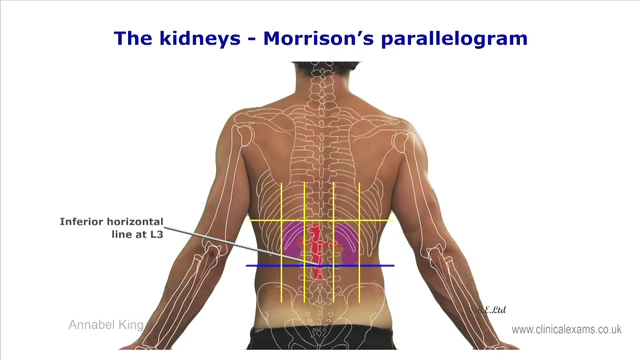 The kidneys - Morrison's parallelogram
Inferior horizontal
line at L3
Annabel King
www.clinicalexams.co.uk